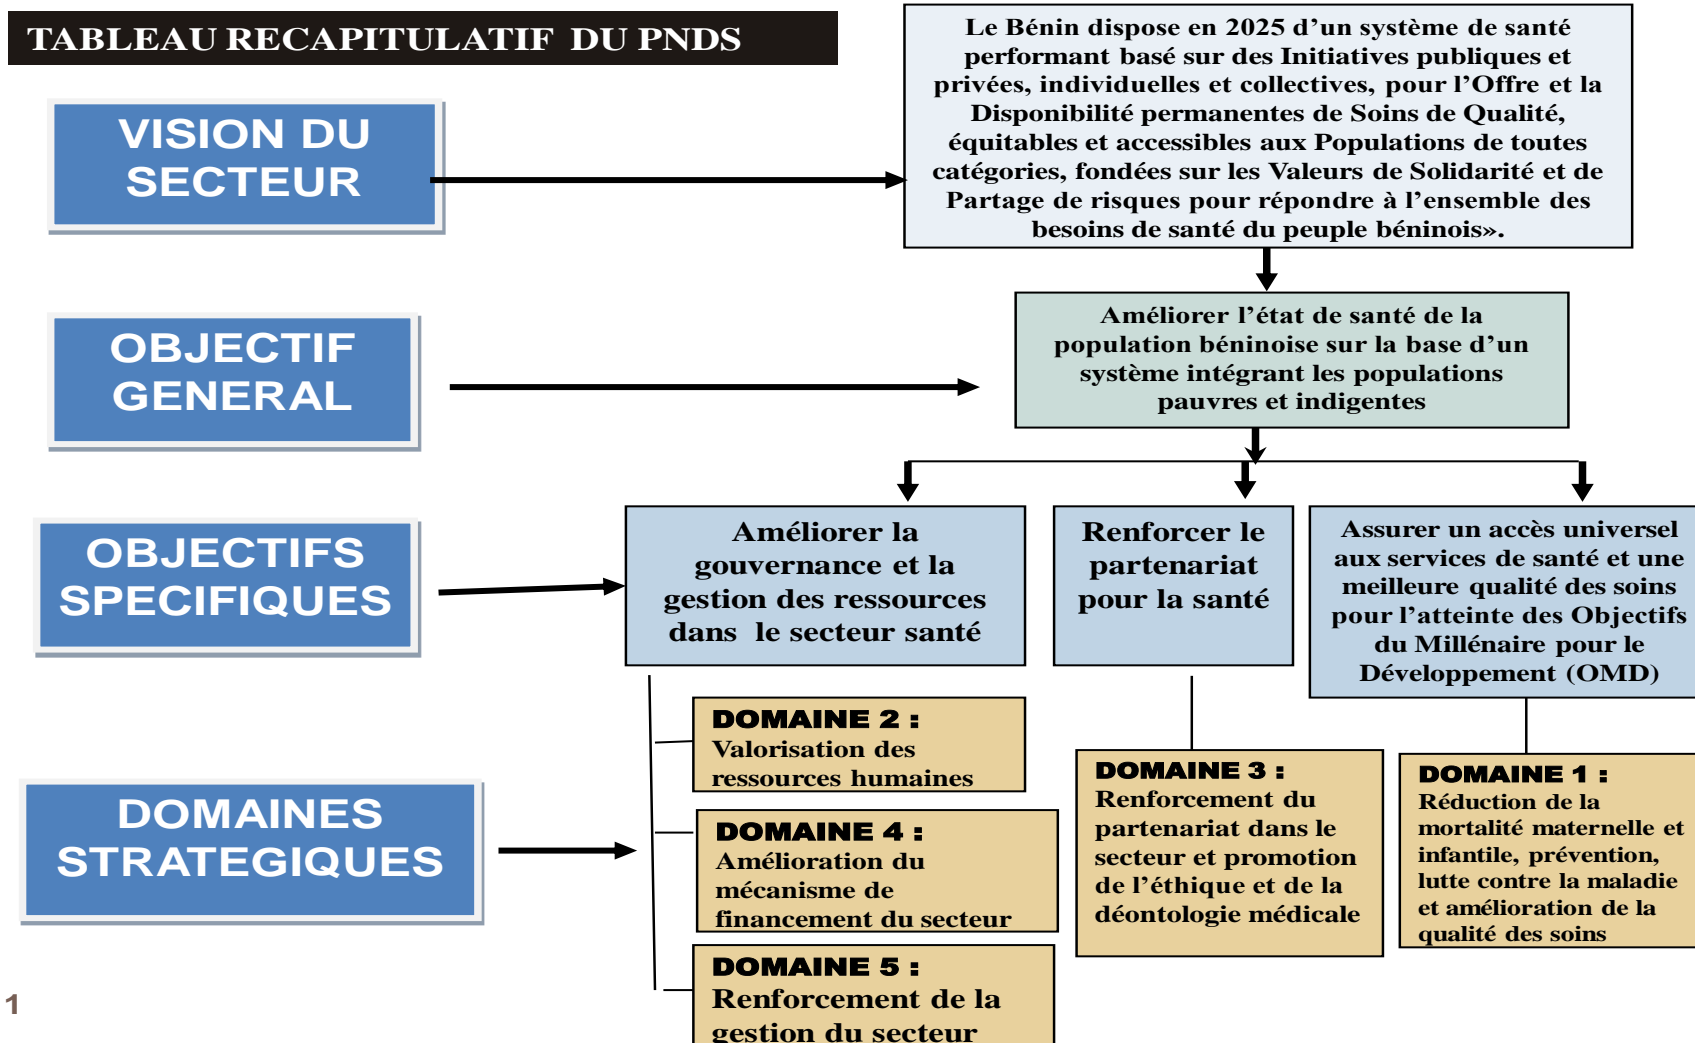 TABLEAU RECAPITULATIF DU PNDS
Le Bénin dispose en 2025 d’un système de santé
performant basé sur des Initiatives publiques et
privées, individuelles et collectives, pour l’Offre et la
Disponibilité permanentes de Soins de Qualité,
équitables et accessibles aux Populations de toutes
catégories, fondées sur les Valeurs de Solidarité et de
Partage de risques pour répondre à l’ensemble des
besoins de santé du peuple béninois».
VISION DU
SECTEUR
OBJECTIF
GENERAL
Améliorer l’état de santé de la
population béninoise sur la base d’un
système intégrant les populations
pauvres et indigentes
OBJECTIFS
SPECIFIQUES
Améliorer la
gouvernance et la
gestion des ressources
dans le secteur santé
Renforcer le
partenariat
pour la santé
Assurer un accès universel
aux services de santé et une
meilleure qualité des soins
pour l’atteinte des Objectifs
du Millénaire pour le
Développement (OMD)
DOMAINES
STRATEGIQUES
DOMAINE 2 :
Valorisation des
ressources humaines
DOMAINE 4 :
Amélioration du
mécanisme de
financement du secteur
DOMAINE 5 :
Renforcement de la
gestion du secteur
DOMAINE 3 :
Renforcement du
partenariat dans le
secteur et promotion
de l’éthique et de la
déontologie médicale
DOMAINE 1 :
Réduction de la
mortalité maternelle et
infantile, prévention,
lutte contre la maladie
et amélioration de la
qualité des soins
1